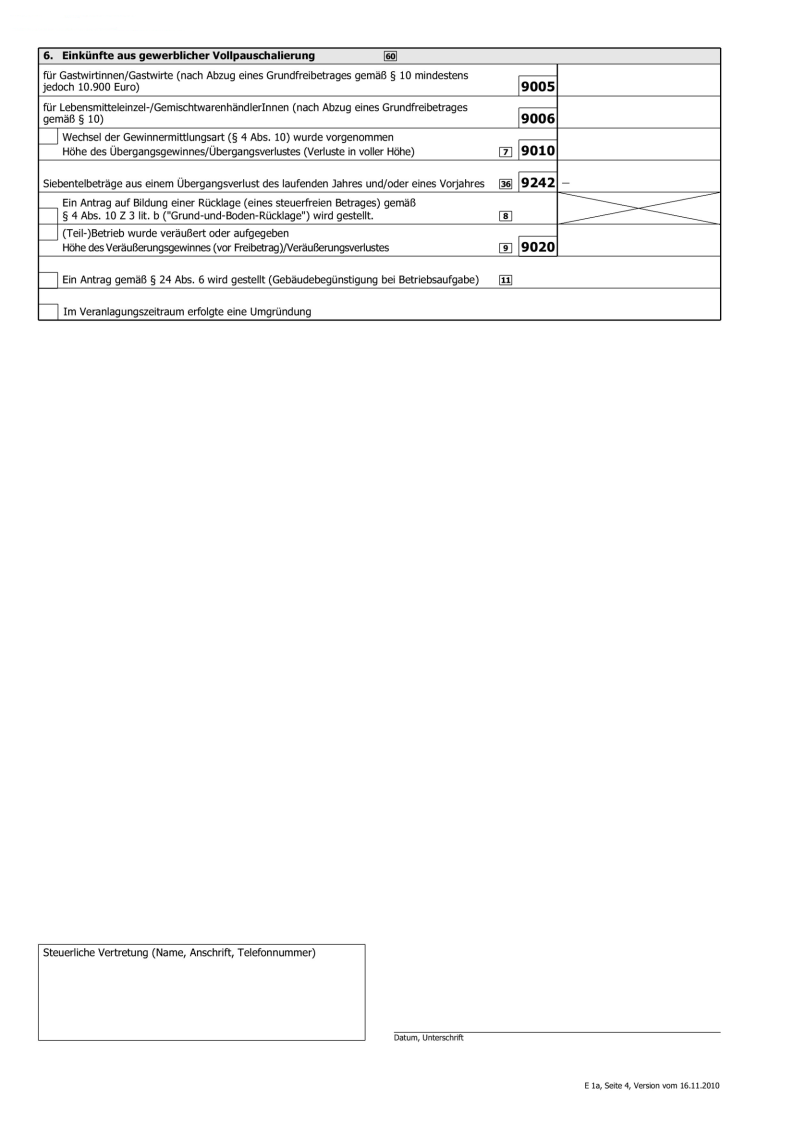 6. Einkünfte aus gewerblicher Vollpauschalierung 60
für Gastwirtinnen/Gastwirte (nach Abzug eines Grundfreibetrages gemäß § 10 mindestens
jedoch 10.900 Euro) 9005
für Lebensmitteleinzel-/GemischtwarenhändlerInnen (nach Abzug eines Grundfreibetrages
gemäß § 10) 9006
Wechsel der Gewinnermittlungsart (§ 4 Abs. 10) wurde vorgenommen
Höhe des Übergangsgewinnes/Übergangsverlustes (Verluste in voller Höhe) 7 9010
Siebentelbeträge aus einem Übergangsverlust des laufenden Jahres und/oder eines Vorjahres 36 9242 –
Ein Antrag auf Bildung einer Rücklage (eines steuerfreien Betrages) gemäß
§ 4 Abs. 10 Z 3 lit. b ("Grund-und-Boden-Rücklage") wird gestellt. 8
(Teil-)Betrieb wurde veräußert oder aufgegeben
Höhe des Veräußerungsgewinnes (vor Freibetrag)/Veräußerungsverlustes 9 9020
Ein Antrag gemäß § 24 Abs. 6 wird gestellt (Gebäudebegünstigung bei Betriebsaufgabe) 11
Im Veranlagungszeitraum erfolgte eine Umgründung
Steuerliche Vertretung (Name, Anschrift, Telefonnummer)
Datum, Unterschrift
E 1a, Seite 4, Version vom 16.11.2010